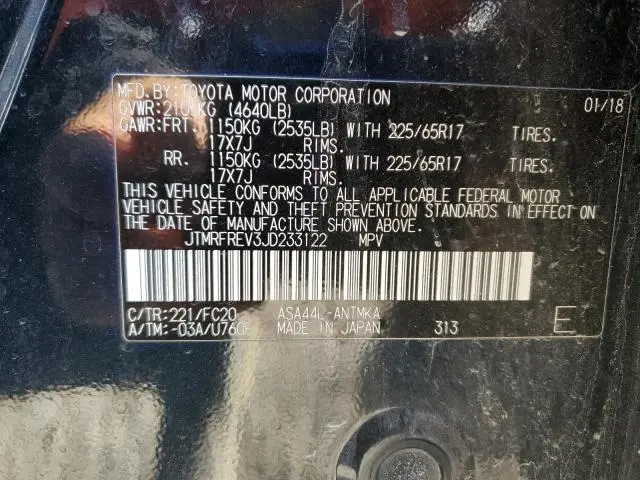 MFD. BY: TOYOTA MOTOR CORPORATION 01/18
GVWR: 2105KG (4640LB)
GAWR: FRT. 1150KG (2535LB) WITH 225/65R17 TIRES.
17X7J RIMS.
RR. 1150KG (2535LB) WITH 225/65R17 TIRES.
17X7J RIMS.
THIS VEHICLE CONFORMS TO ALL APPLICABLE FEDERAL MOTOR
VEHICLE SAFETY AND THEFT PREVENTION STANDARDS IN EFFECT ON
THE DATE OF MANUFACTURE SHOWN ABOVE.
JTMRFREV3JD233122 MPV
C/TR: 221/FC20 ASA44L-ANTMKA
A/TM: -03A/U760F MADE IN JAPAN 313 E